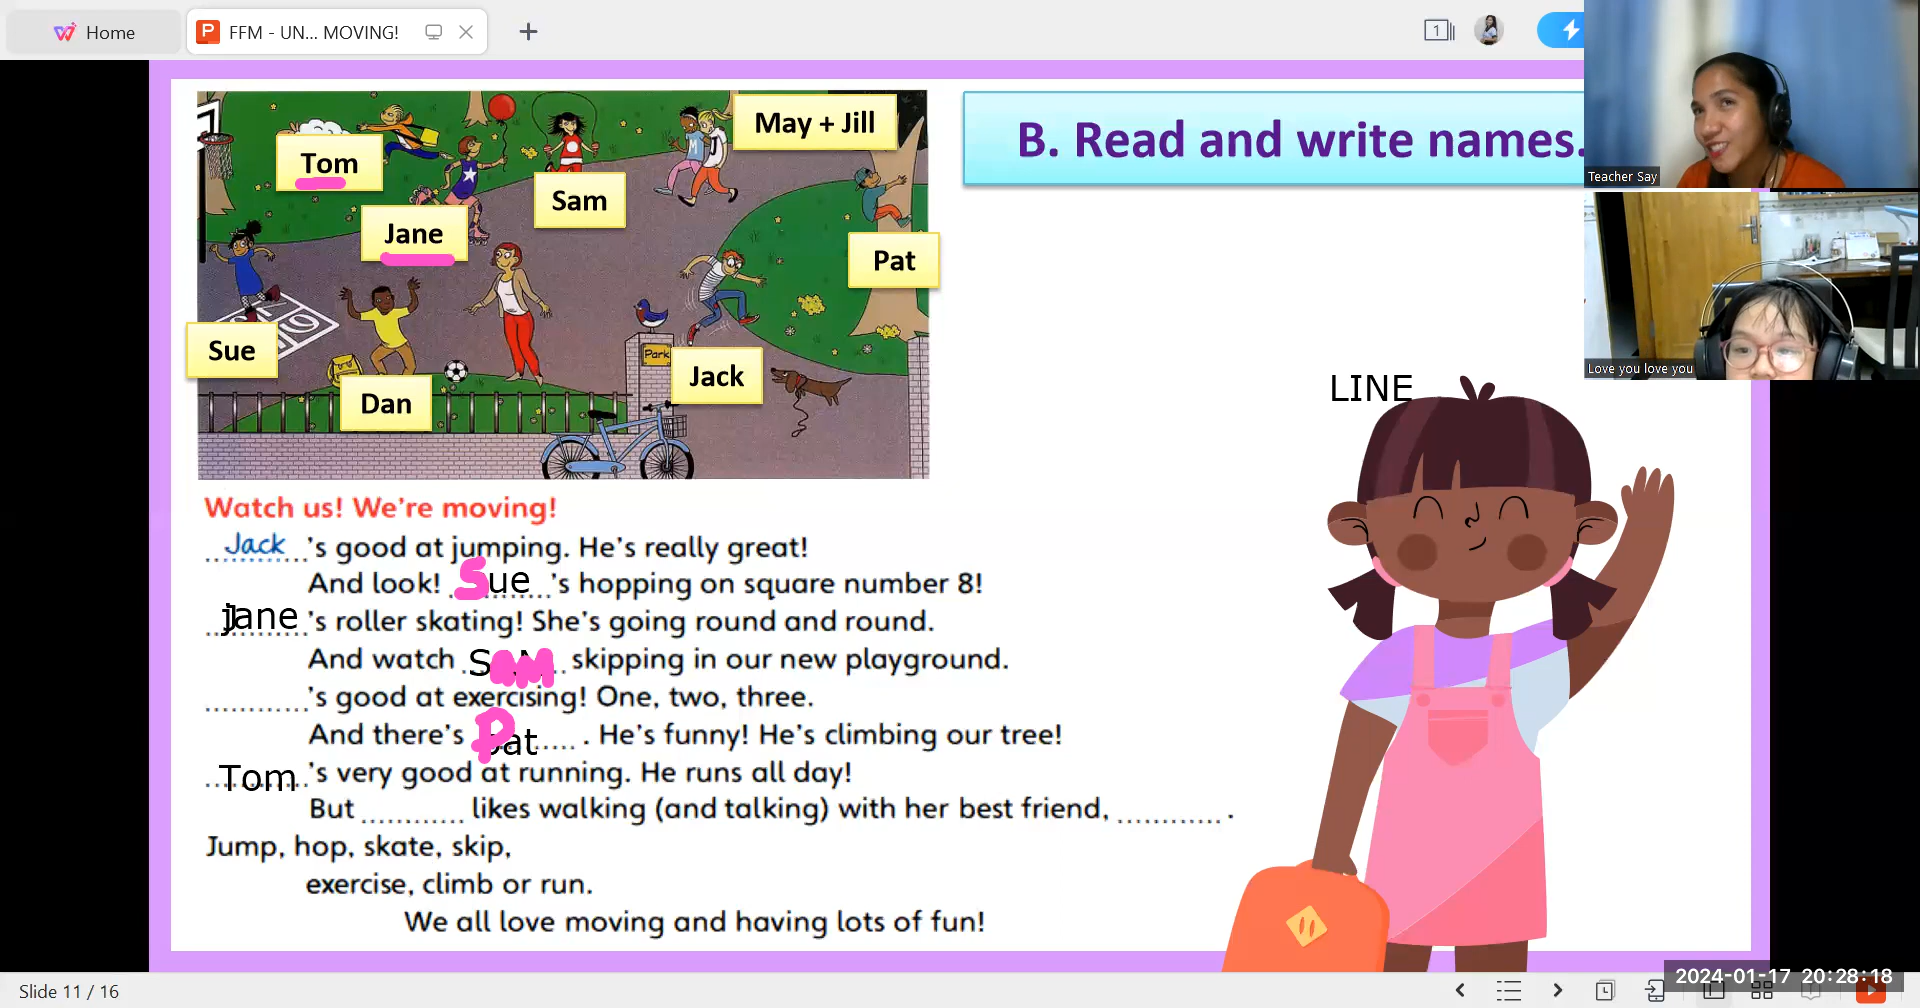 Home
FFM - UN... MOVING!
1
B. Read and write names.
Teacher Say
Love you love you
May + Jill
Tom
Sam
Jane
Pat
Sue
Park
Jack
Dan
LINE
Watch us! We're moving!
Jack's good at jumping. He's really great!
And look! Sue's hopping on square number 8!
Jane's roller skating! She's going round and round.
And watch SAM skipping in our new playground.
............'s good at exercising! One, two, three.
And there's Pat...... . He's funny! He's climbing our tree!
Tom's very good at running. He runs all day!
But ............ likes walking (and talking) with her best friend, ............ .
Jump, hop, skate, skip,
exercise, climb or run.
We all love moving and having lots of fun!
Slide 11 / 16
2024-01-17 20:28:18